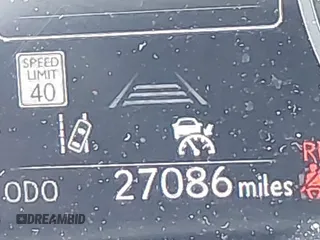 SPEED
LIMIT
40
ODO 27086 miles
DREAMBID